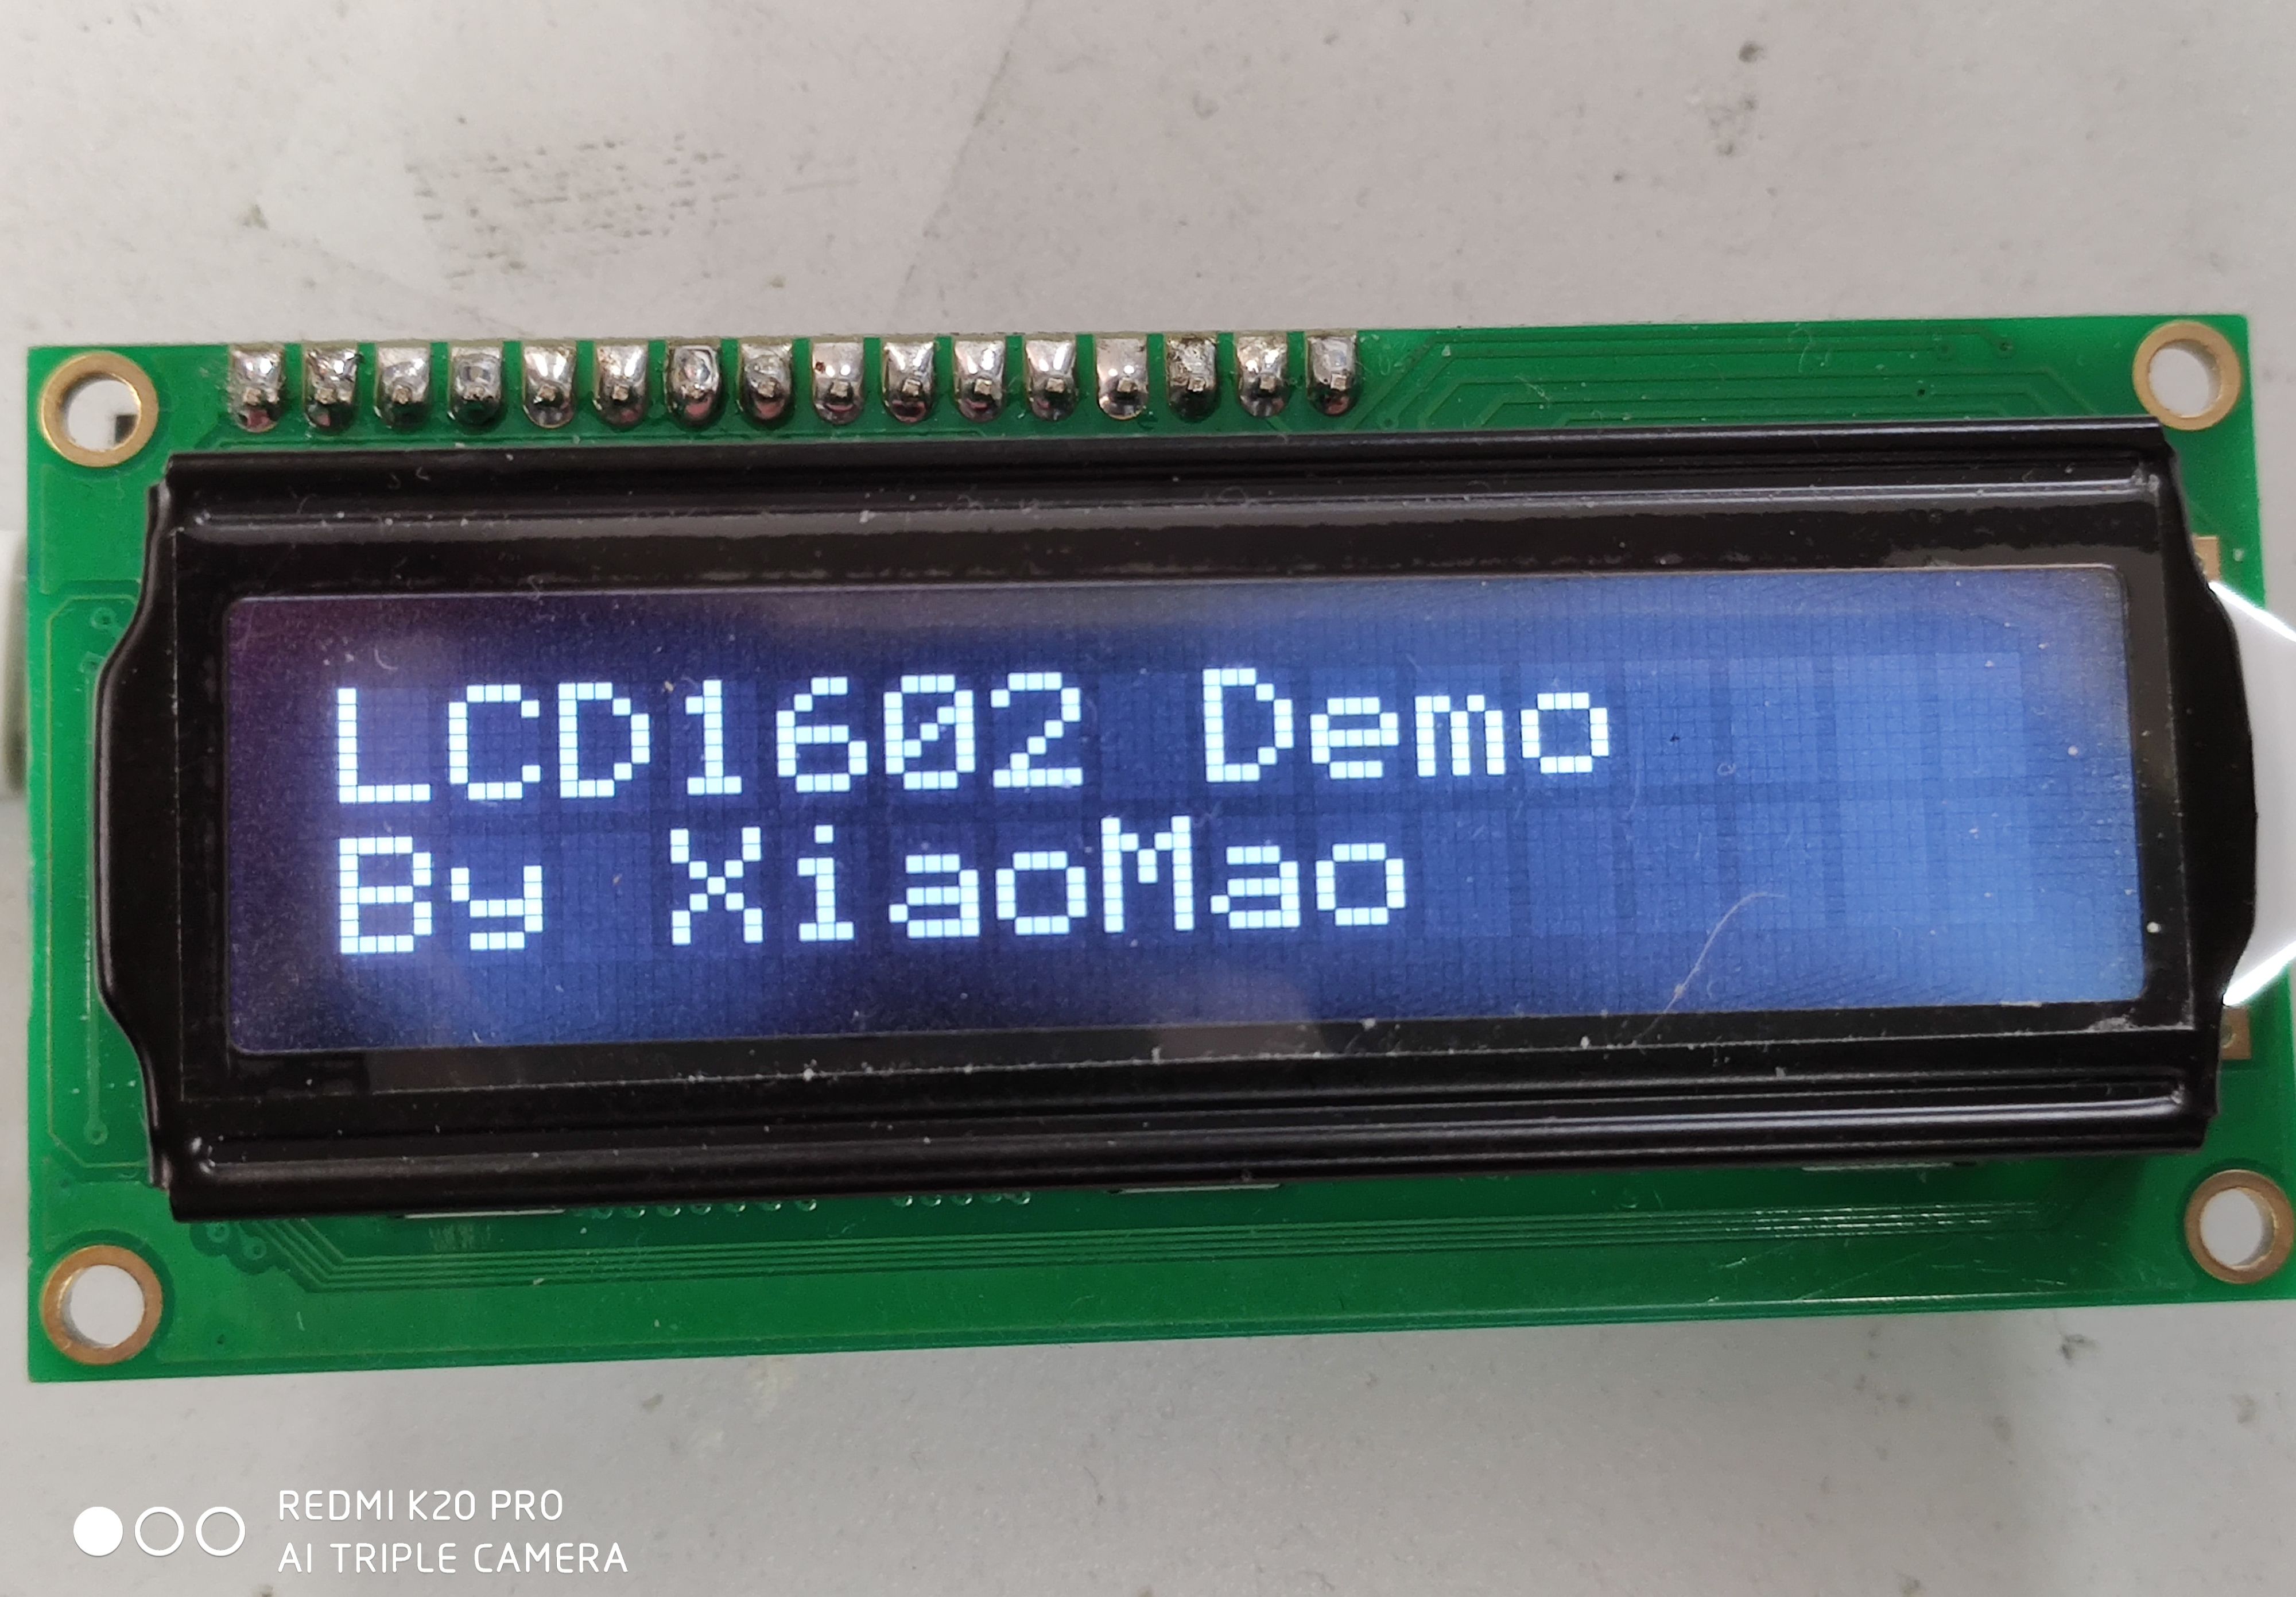 LCD1602 Demo
By XiaoMao
REDMI K20 PRO
AI TRIPLE CAMERA